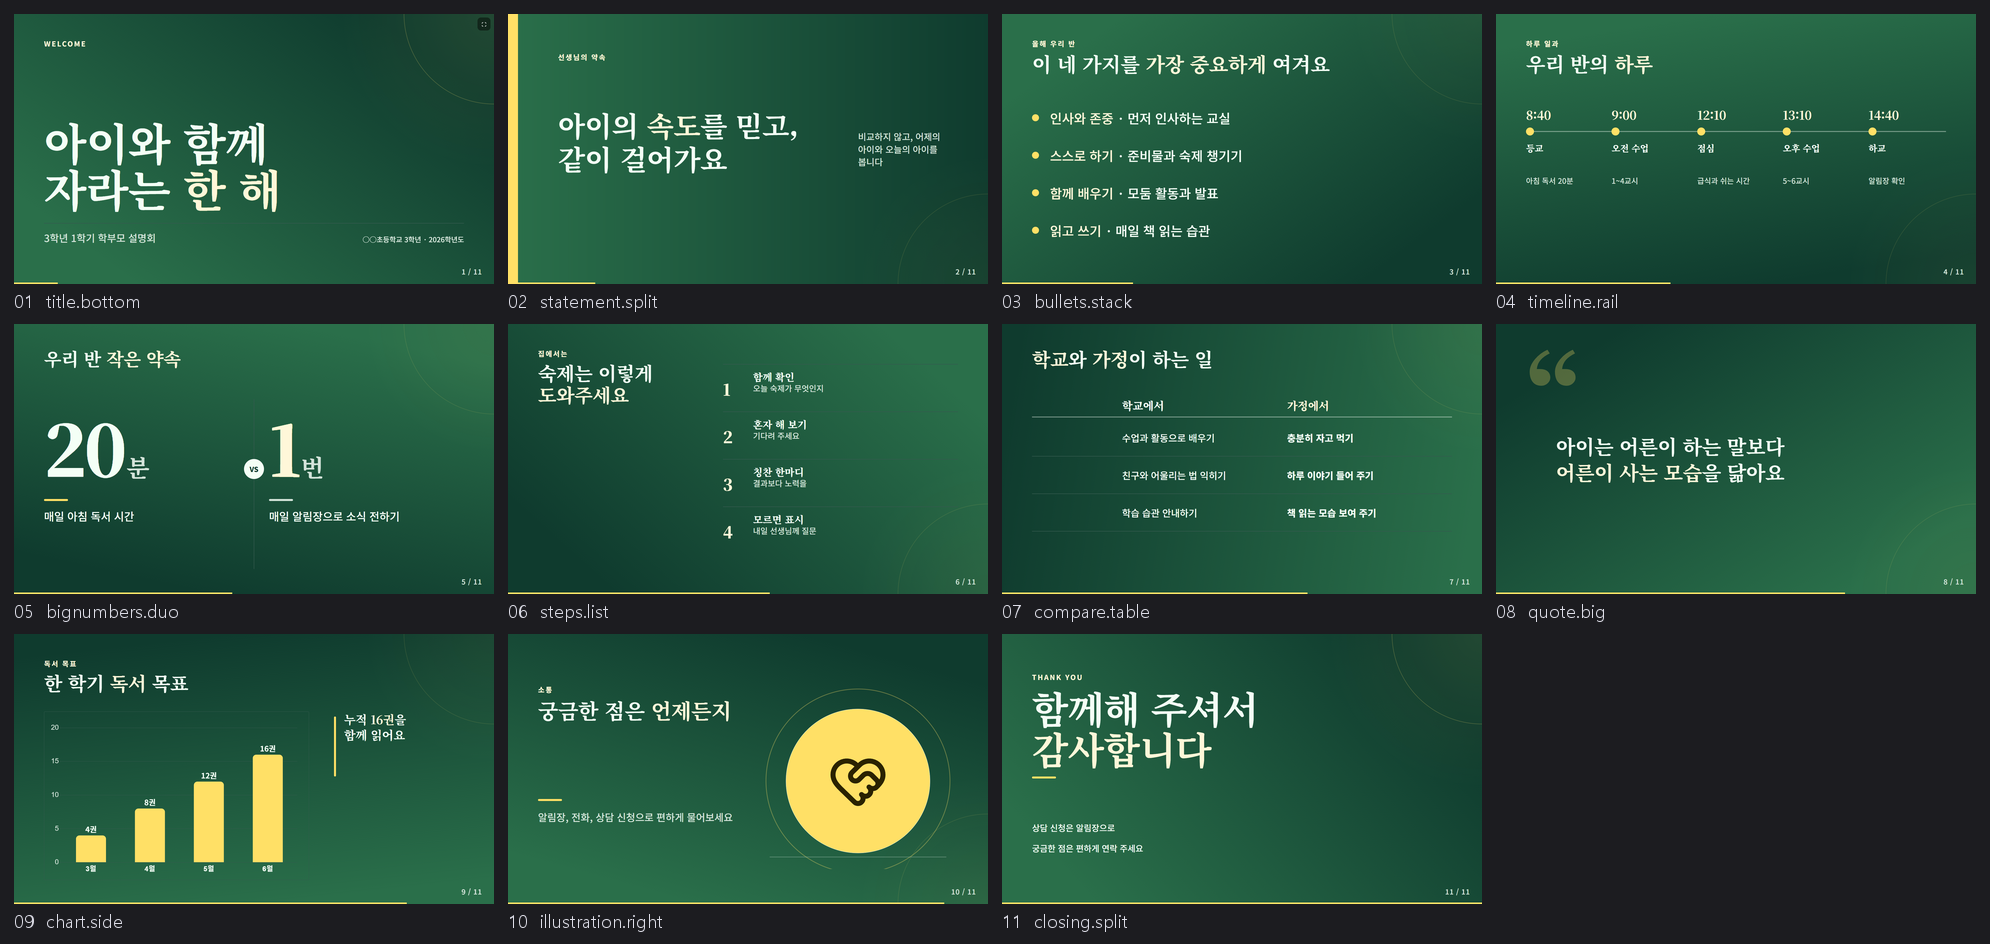 WELCOME
아이와 함께
자라는 한 해
3학년 1학기 학부모 설명회
○○초등학교 3학년 · 2026학년도
1 / 11
01 title.bottom
선생님의 약속
아이의 속도를 믿고,
같이 걸어가요
비교하지 않고, 어제의
아이와 오늘의 아이를
봅니다
2 / 11
02 statement.split
올해 우리 반
이 네 가지를 가장 중요하게 여겨요
인사와 존중 · 먼저 인사하는 교실
스스로 하기 · 준비물과 숙제 챙기기
함께 배우기 · 모둠 활동과 발표
읽고 쓰기 · 매일 책 읽는 습관
3 / 11
03 bullets.stack
하루 일과
우리 반의 하루
8:40 9:00 12:10 13:10 14:40
등교 오전 수업 점심 오후 수업 하교
아침 독서 20분 1~4교시 급식과 쉬는 시간 5~6교시 알림장 확인
4 / 11
04 timeline.rail
우리 반 작은 약속
20분
VS
1번
매일 아침 독서 시간
매일 알림장으로 소식 전하기
5 / 11
05 bignumbers.duo
집에서는
숙제는 이렇게
도와주세요
1 함께 확인
오늘 숙제가 무엇인지
2 혼자 해 보기
기다려 주세요
3 칭찬 한마디
결과보다 노력을
4 모르면 표시
내일 선생님께 질문
6 / 11
06 steps.list
학교와 가정이 하는 일
학교에서 가정에서
수업과 활동으로 배우기 충분히 자고 먹기
친구와 어울리는 법 익히기 하루 이야기 들어 주기
학습 습관 안내하기 책 읽는 모습 보여 주기
7 / 11
07 compare.table
“
아이는 어른이 하는 말보다
어른이 사는 모습을 닮아요
8 / 11
08 quote.big
독서 목표
한 학기 독서 목표
20
15
10
5
0
4권
8권
12권
16권
3월 4월 5월 6월
누적 16권을
함께 읽어요
9 / 11
09 chart.side
소통
궁금한 점은 언제든지
알림장, 전화, 상담 신청으로 편하게 물어보세요
10 / 11
10 illustration.right
THANK YOU
함께해 주셔서
감사합니다
상담 신청은 알림장으로
궁금한 점은 편하게 연락 주세요
11 / 11
11 closing.split